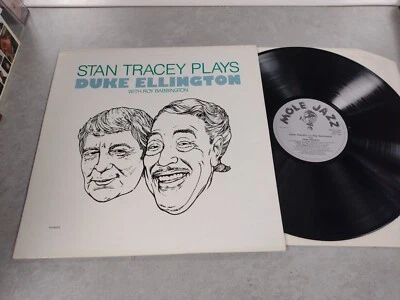 STAN TRACEY PLAYS
DUKE ELLINGTON
WITH ROY BABBINGTON
MOLE JAZZ